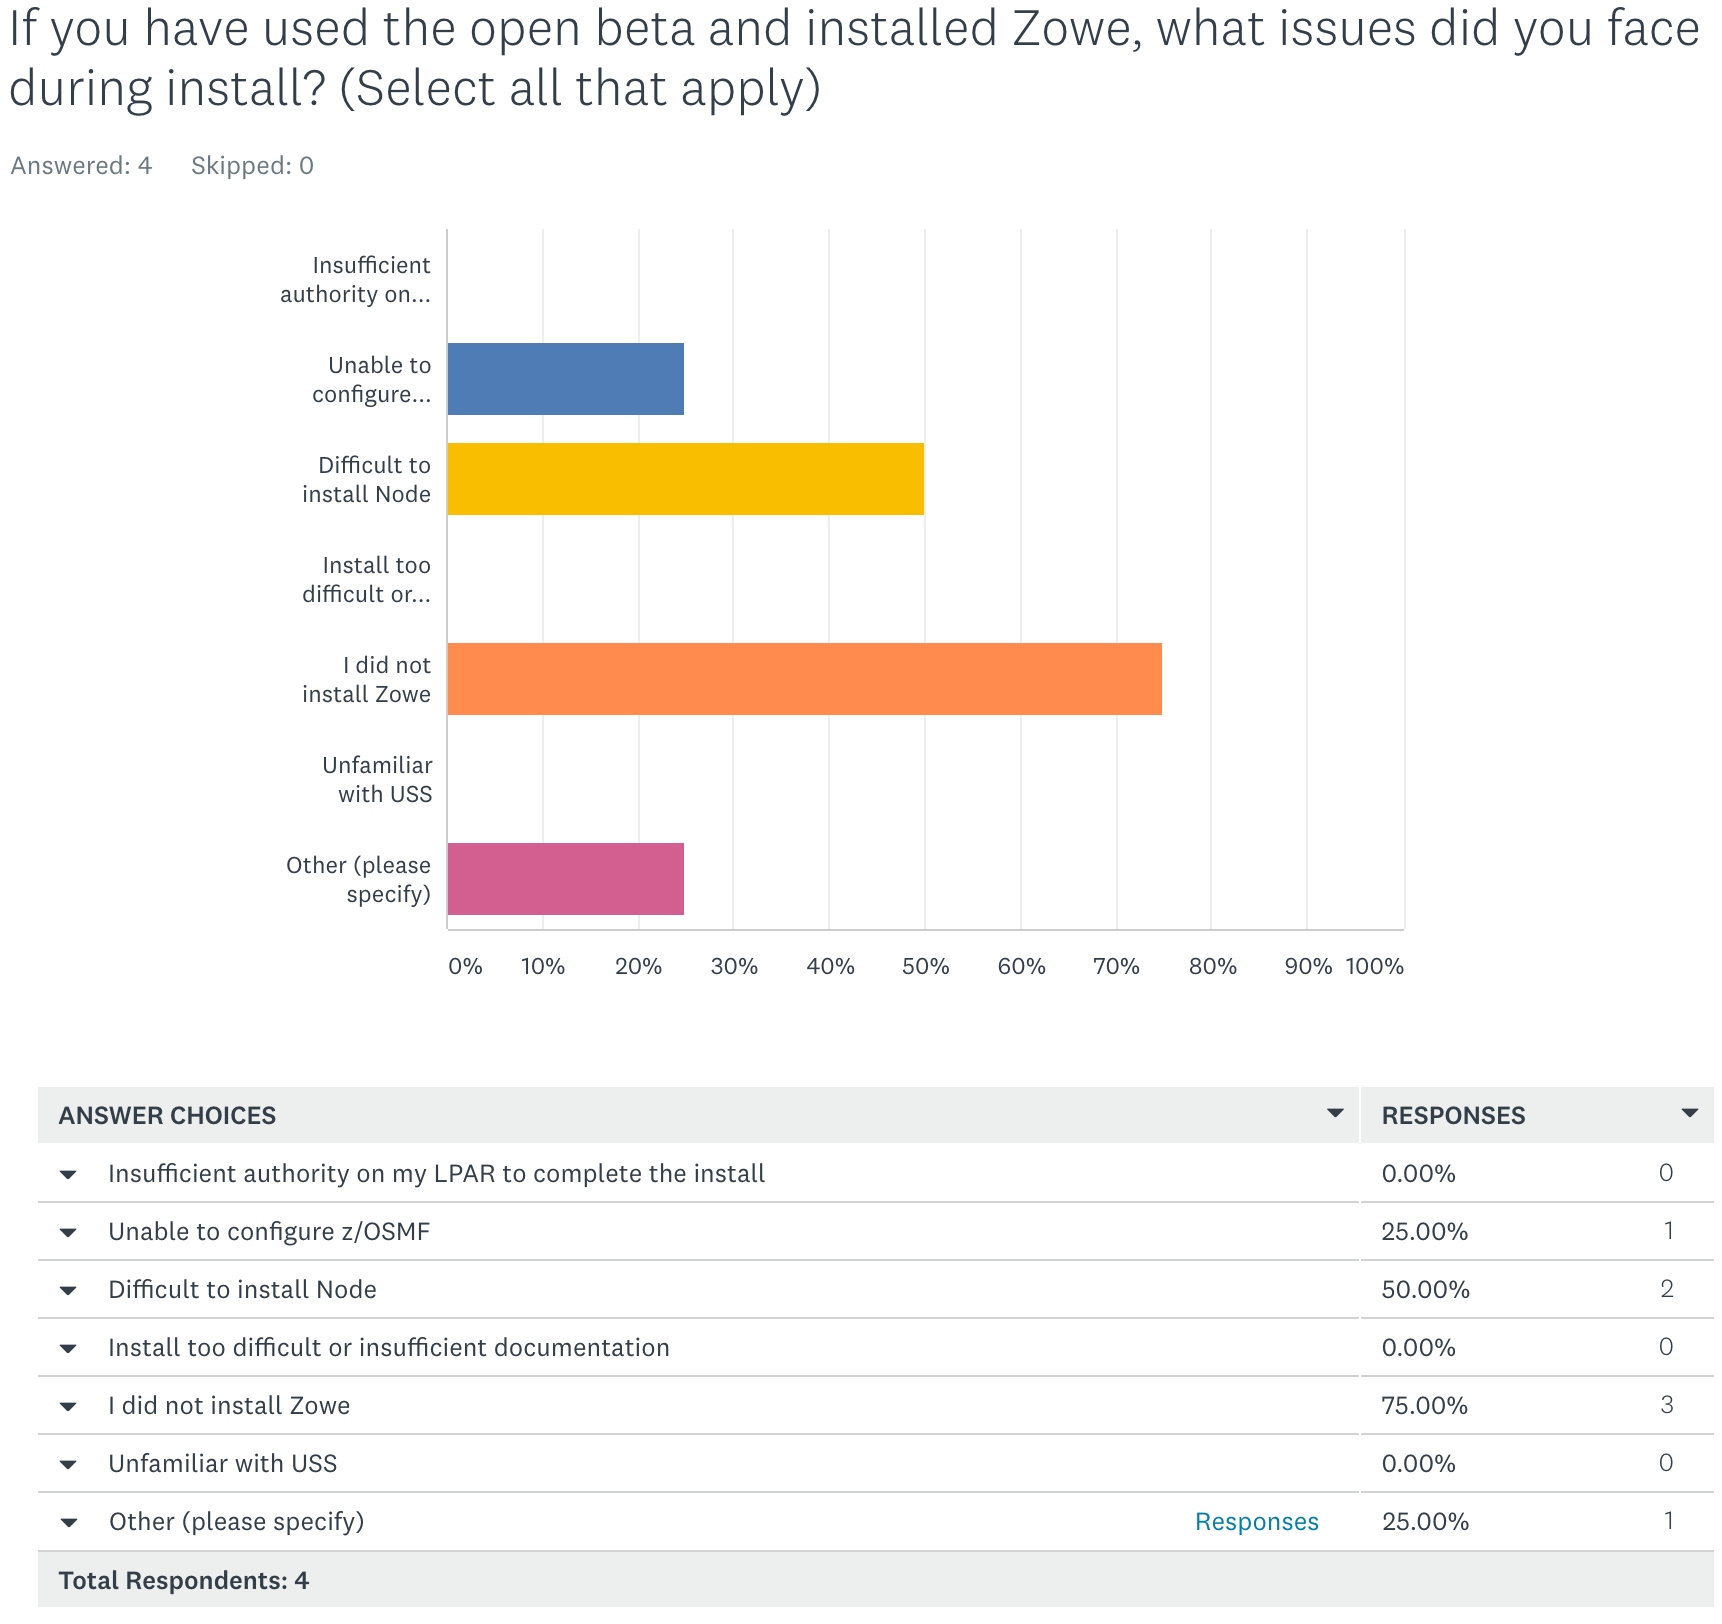 If you have used the open beta and installed Zowe, what issues did you face
during install? (Select all that apply)
Answered: 4 Skipped: 0
Insufficient
authority on...
Unable to
configure...
Difficult to
install Node
Install too
difficult or...
I did not
install Zowe
Unfamiliar
with USS
Other (please
specify)
0% 10% 20% 30% 40% 50% 60% 70% 80% 90% 100%
ANSWER CHOICES RESPONSES
Insufficient authority on my LPAR to complete the install 0.00% 0
Unable to configure z/OSMF 25.00% 1
Difficult to install Node 50.00% 2
Install too difficult or insufficient documentation 0.00% 0
I did not install Zowe 75.00% 3
Unfamiliar with USS 0.00% 0
Other (please specify) Responses 25.00% 1
Total Respondents: 4